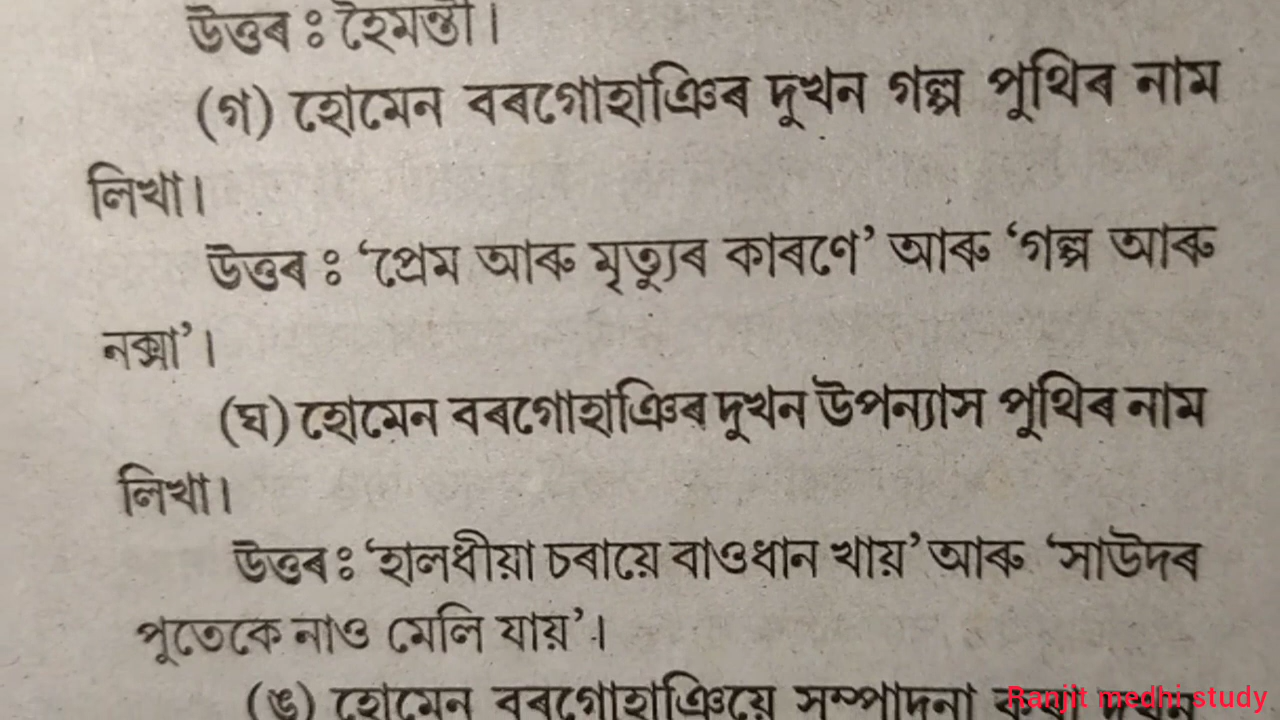 উত্তৰ ঃ হৈমন্তী।
(গ) হোমেন বৰগোহাঞিৰ দুখন গল্প পুথিৰ নাম
লিখা।
উত্তৰ ঃ ‘প্ৰেম আৰু মৃত্যুৰ কাৰণে’ আৰু ‘গল্প আৰু
নক্সা’।
(ঘ) হোমেন বৰগোহাঞিৰ দুখন উপন্যাস পুথিৰ নাম
লিখা।
উত্তৰ ঃ ‘হালধীয়া চৰায়ে বাওধান খায়’ আৰু ‘সাউদৰ
পুতেকে নাও মেলি যায়’।
(ঙ) হোমেন বৰগোহাঞিয়ে সম্পাদনা
Ranjit medhi study